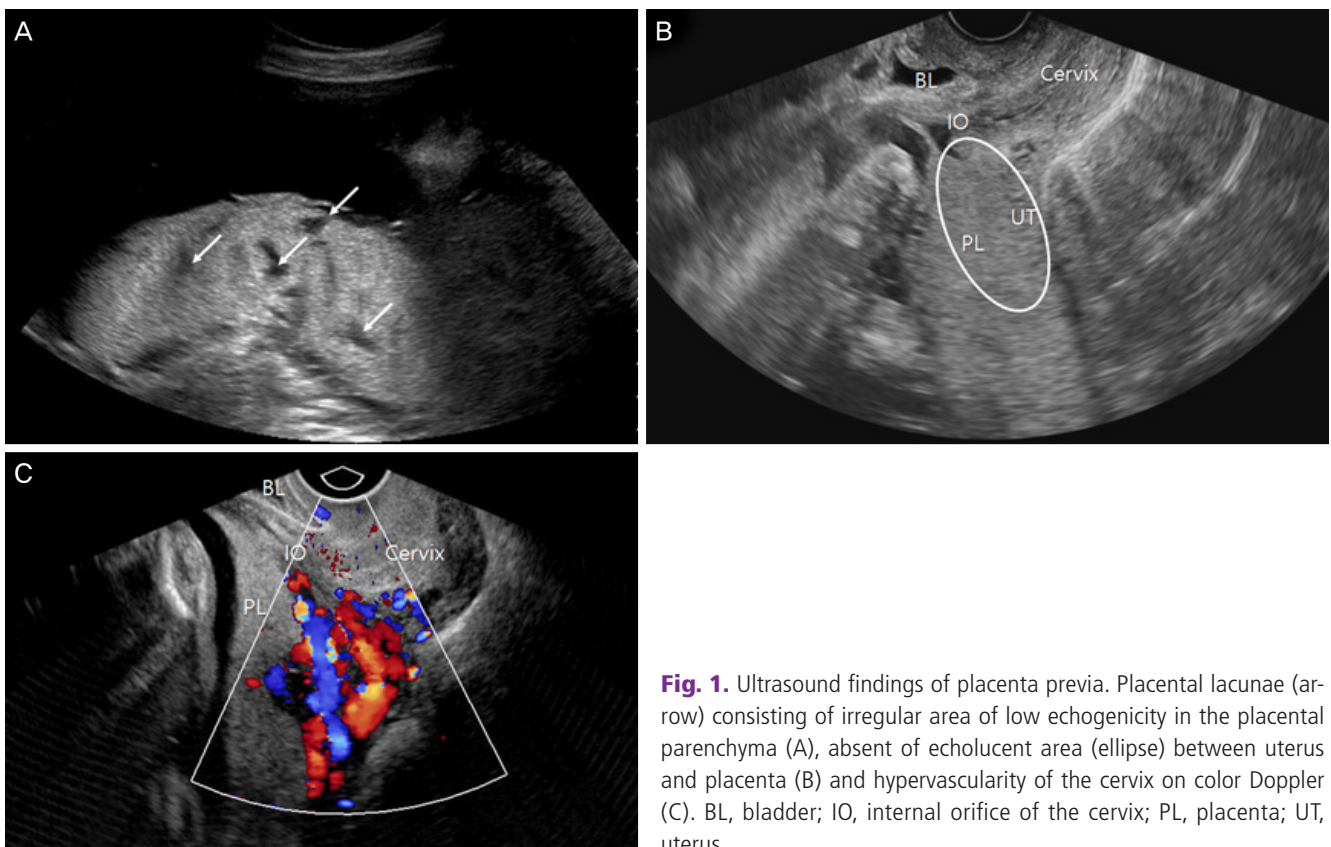 A
B
BL
Cervix
IO
UT
PL
C
BL
IO
Cervix
PL
Fig. 1. Ultrasound findings of placenta previa. Placental lacunae (ar-
row) consisting of irregular area of low echogenicity in the placental
parenchyma (A), absent of echolucent area (ellipse) between uterus
and placenta (B) and hypervascularity of the cervix on color Doppler
(C). BL, bladder; IO, internal orifice of the cervix; PL, placenta; UT,
uterus